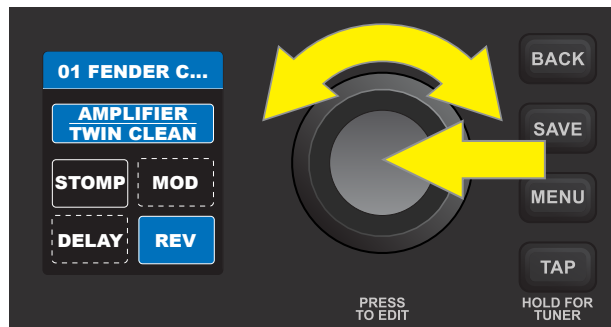 01 FENDER C...
AMPLIFIER
TWIN CLEAN
STOMP
MOD
DELAY
REV
BACK
SAVE
MENU
TAP
PRESS
TO EDIT
HOLD FOR
TUNER